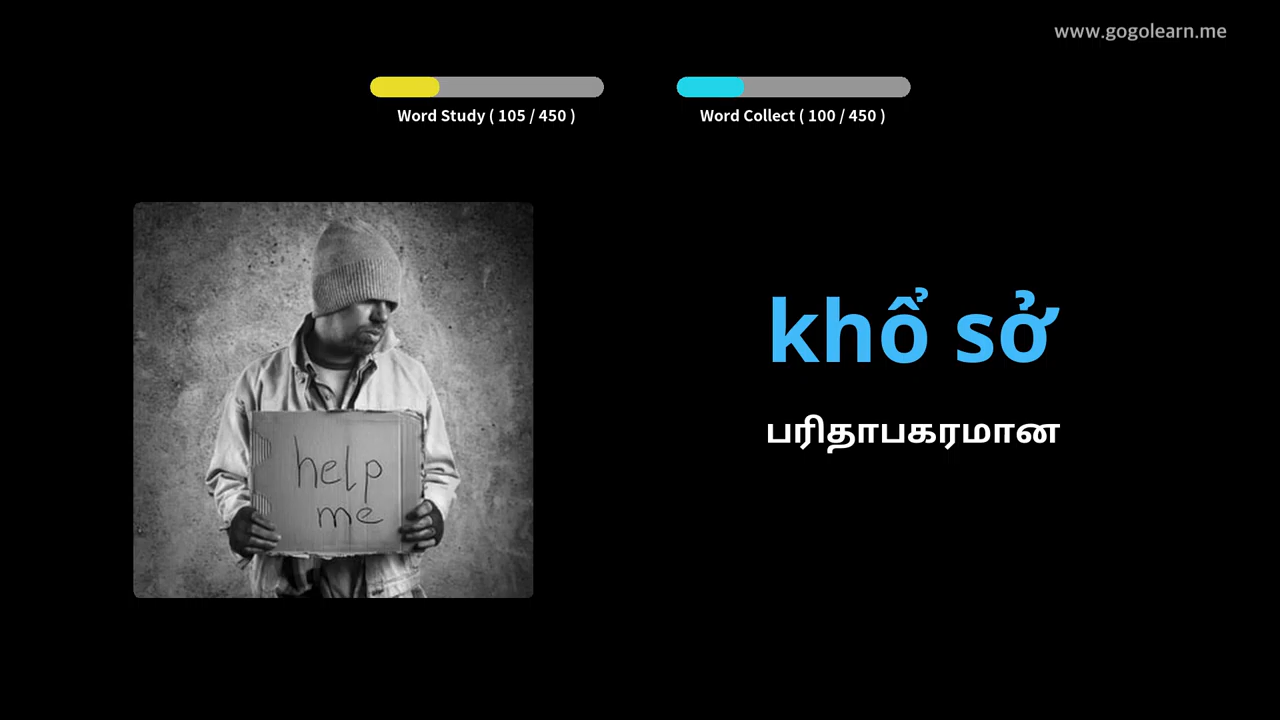 www.gogolearn.me
Word Study ( 105 / 450 )
Word Collect ( 100 / 450 )
help
me
khổ sở
பரிதாபகரமான